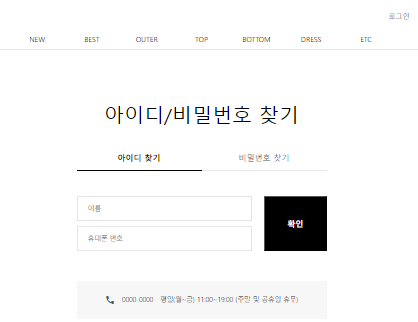 로그인
NEW BEST OUTER TOP BOTTOM DRESS ETC
아이디/비밀번호 찾기
아이디 찾기 비밀번호 찾기
이름
휴대폰 번호
확인
0000-0000 평일(월~금) 11:00~19:00 (주말 및 공휴일 휴무)